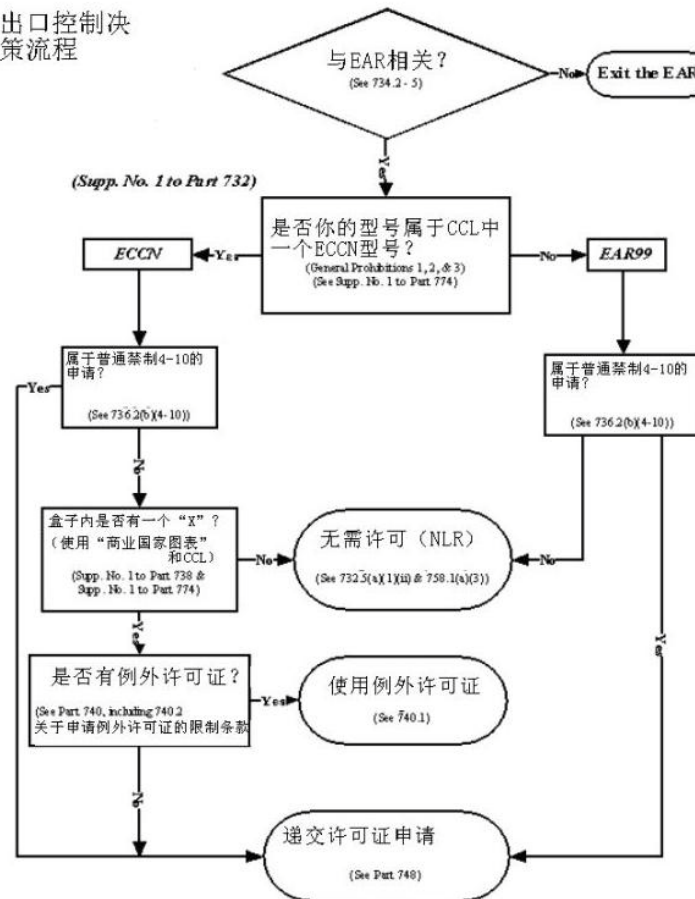 出口控制决
策流程
与EAR相关？
(See 734.2 - 5)
No
Exit the EAR
Yes
(Supp. No. 1 to Part 732)
是否你的型号属于CCL中
一个ECCN型号？
(General Prohibitions 1, 2, & 3)
(See Supp. No. 1 to Part 774)
Yes
ECCN
No
EAR99
属于普通禁制4-10的
申请？
(See 736.2(b)(4-10))
Yes
No
属于普通禁制4-10的
申请？
(See 736.2(b)(4-10))
No
Yes
盒子内是否有一个“X”？
（使用“商业国家图表”
和CCL）
(Supp. No. 1 to Part 738 &
Supp. No. 1 to Part 774)
No
无需许可（NLR）
(See 732.5(a)(1)(ii) & 758.1(a)(3))
Yes
是否有例外许可证？
(See Part 740, including 740.2
关于申请例外许可证的限制条款
Yes
使用例外许可证
(See 740.1)
No
递交许可证申请
(See Part 748)